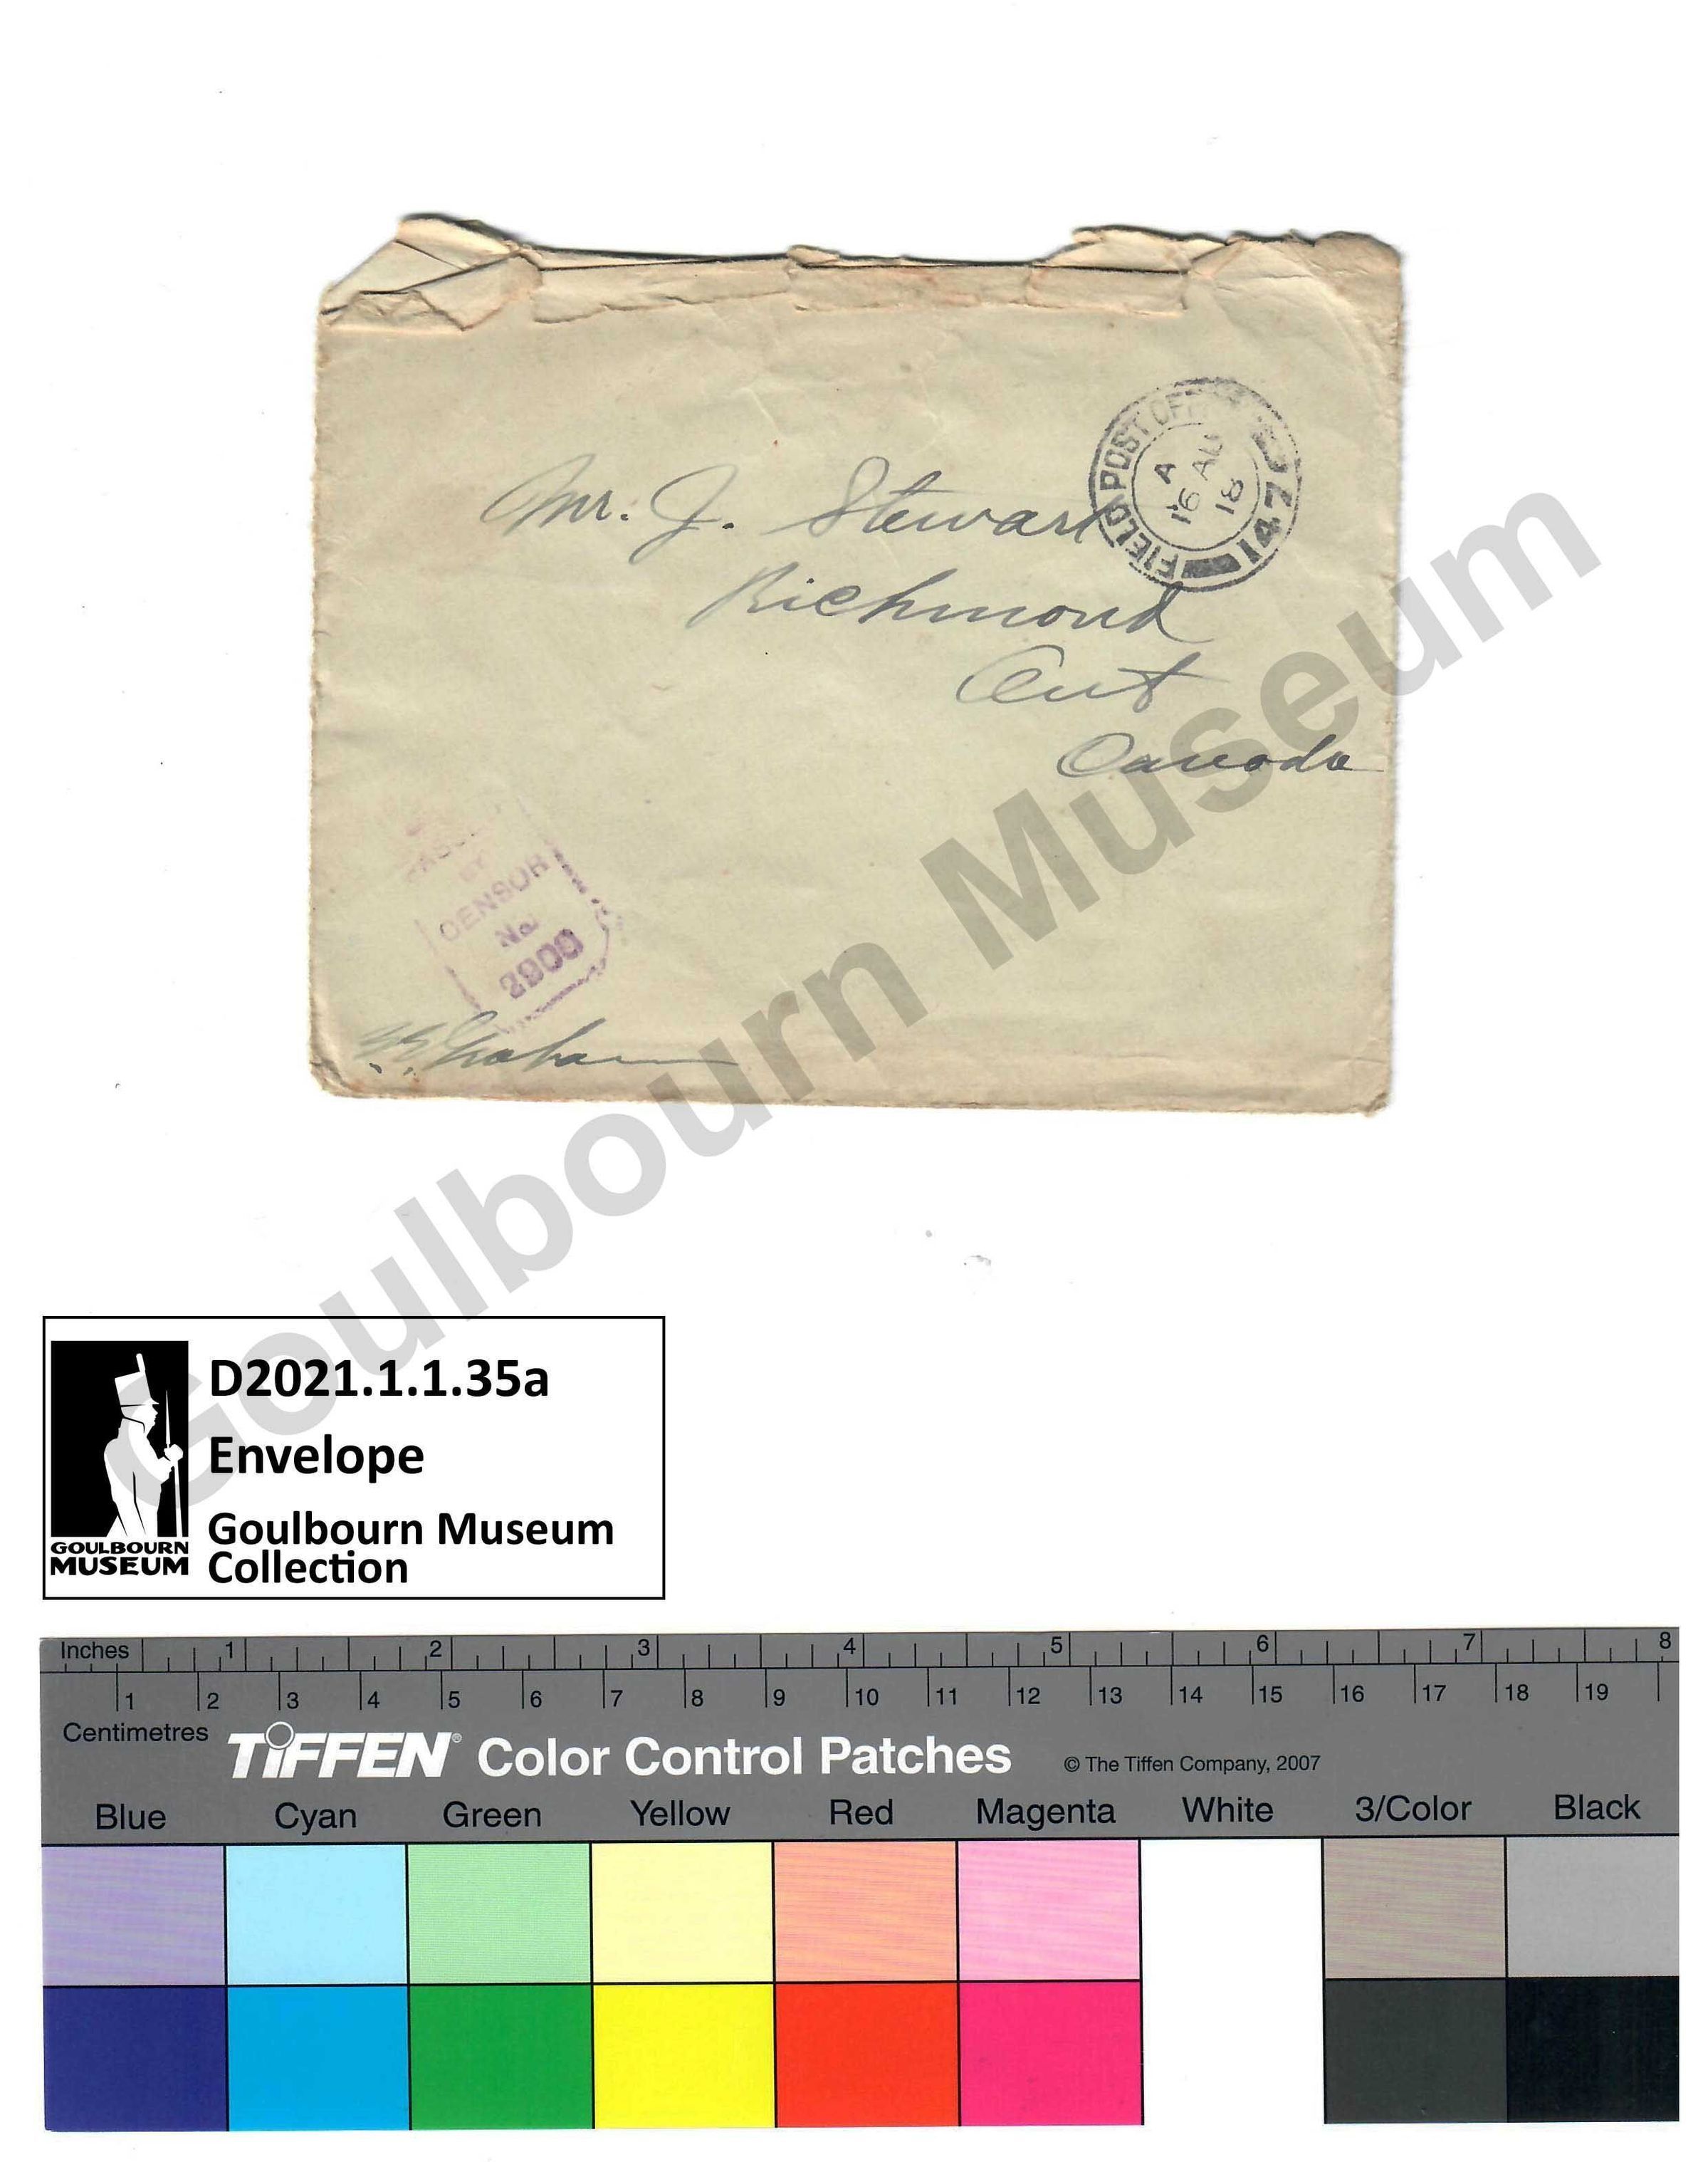 Mr. J. Stewart
Richmond
Ont
Canada
FIELD POST OFFICE
A
16 AU
18
147
PASSED
BY
CENSOR
No
2900
Graham
Goulbourn Museum
D2021.1.1.35a
Envelope
Goulbourn Museum
Collection
GOULBOURN
MUSEUM
Inches 1 2 3 4 5 6 7 8
1 2 3 4 5 6 7 8 9 10 11 12 13 14 15 16 17 18 19
Centimetres
TIFFEN® Color Control Patches © The Tiffen Company, 2007
Blue Cyan Green Yellow Red Magenta White 3/Color Black